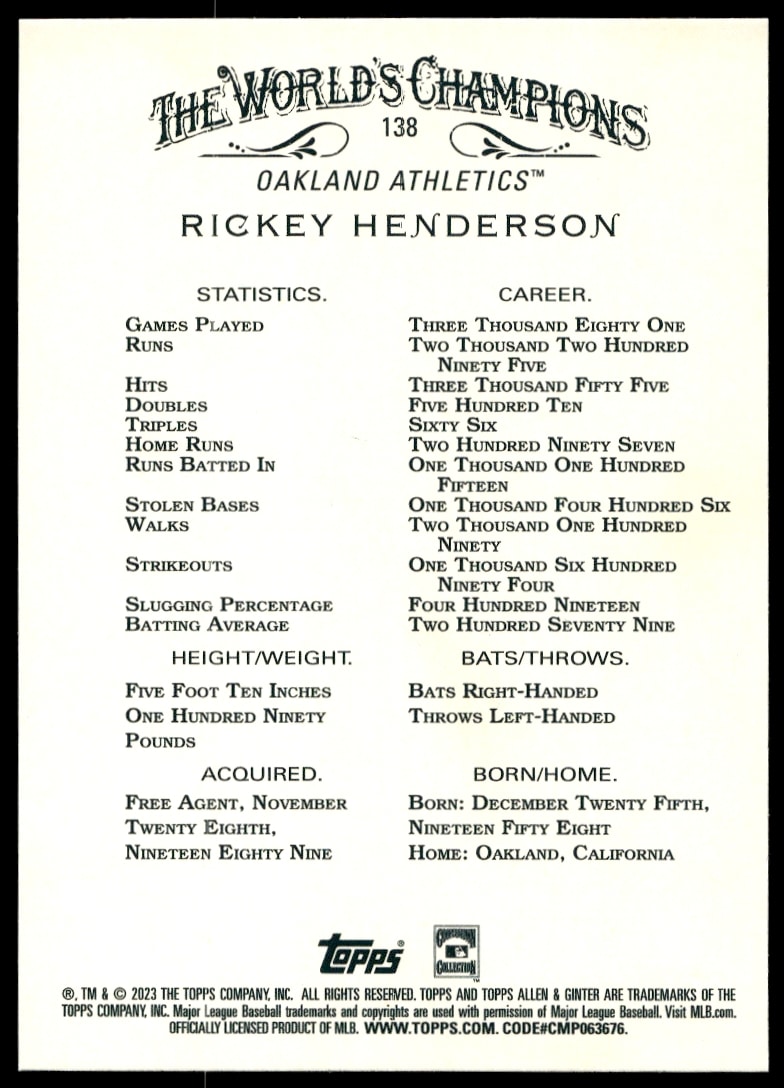 THE WORLD'S CHAMPIONS
138
OAKLAND ATHLETICS™
RICKEY HENDERSON
STATISTICS. CAREER.
GAMES PLAYED THREE THOUSAND EIGHTY ONE
RUNS TWO THOUSAND TWO HUNDRED
NINETY FIVE
HITS THREE THOUSAND FIFTY FIVE
DOUBLES FIVE HUNDRED TEN
TRIPLES SIXTY SIX
HOME RUNS TWO HUNDRED NINETY SEVEN
RUNS BATTED IN ONE THOUSAND ONE HUNDRED
FIFTEEN
STOLEN BASES ONE THOUSAND FOUR HUNDRED SIX
WALKS TWO THOUSAND ONE HUNDRED
NINETY
STRIKEOUTS ONE THOUSAND SIX HUNDRED
NINETY FOUR
SLUGGING PERCENTAGE FOUR HUNDRED NINETEEN
BATTING AVERAGE TWO HUNDRED SEVENTY NINE
HEIGHT/WEIGHT. BATS/THROWS.
FIVE FOOT TEN INCHES BATS RIGHT-HANDED
ONE HUNDRED NINETY THROWS LEFT-HANDED
POUNDS
ACQUIRED. BORN/HOME.
FREE AGENT, NOVEMBER BORN: DECEMBER TWENTY FIFTH,
TWENTY EIGHTH, NINETEEN FIFTY EIGHT
NINETEEN EIGHTY NINE HOME: OAKLAND, CALIFORNIA
Topps® COOPERSTOWN COLLECTION™
®, TM & © 2023 THE TOPPS COMPANY, INC. ALL RIGHTS RESERVED. TOPPS AND TOPPS ALLEN & GINTER ARE TRADEMARKS OF THE
TOPPS COMPANY, INC. Major League Baseball trademarks and copyrights are used with permission of Major League Baseball. Visit MLB.com.
OFFICIALLY LICENSED PRODUCT OF MLB. WWW.TOPPS.COM. CODE#CMP063676.